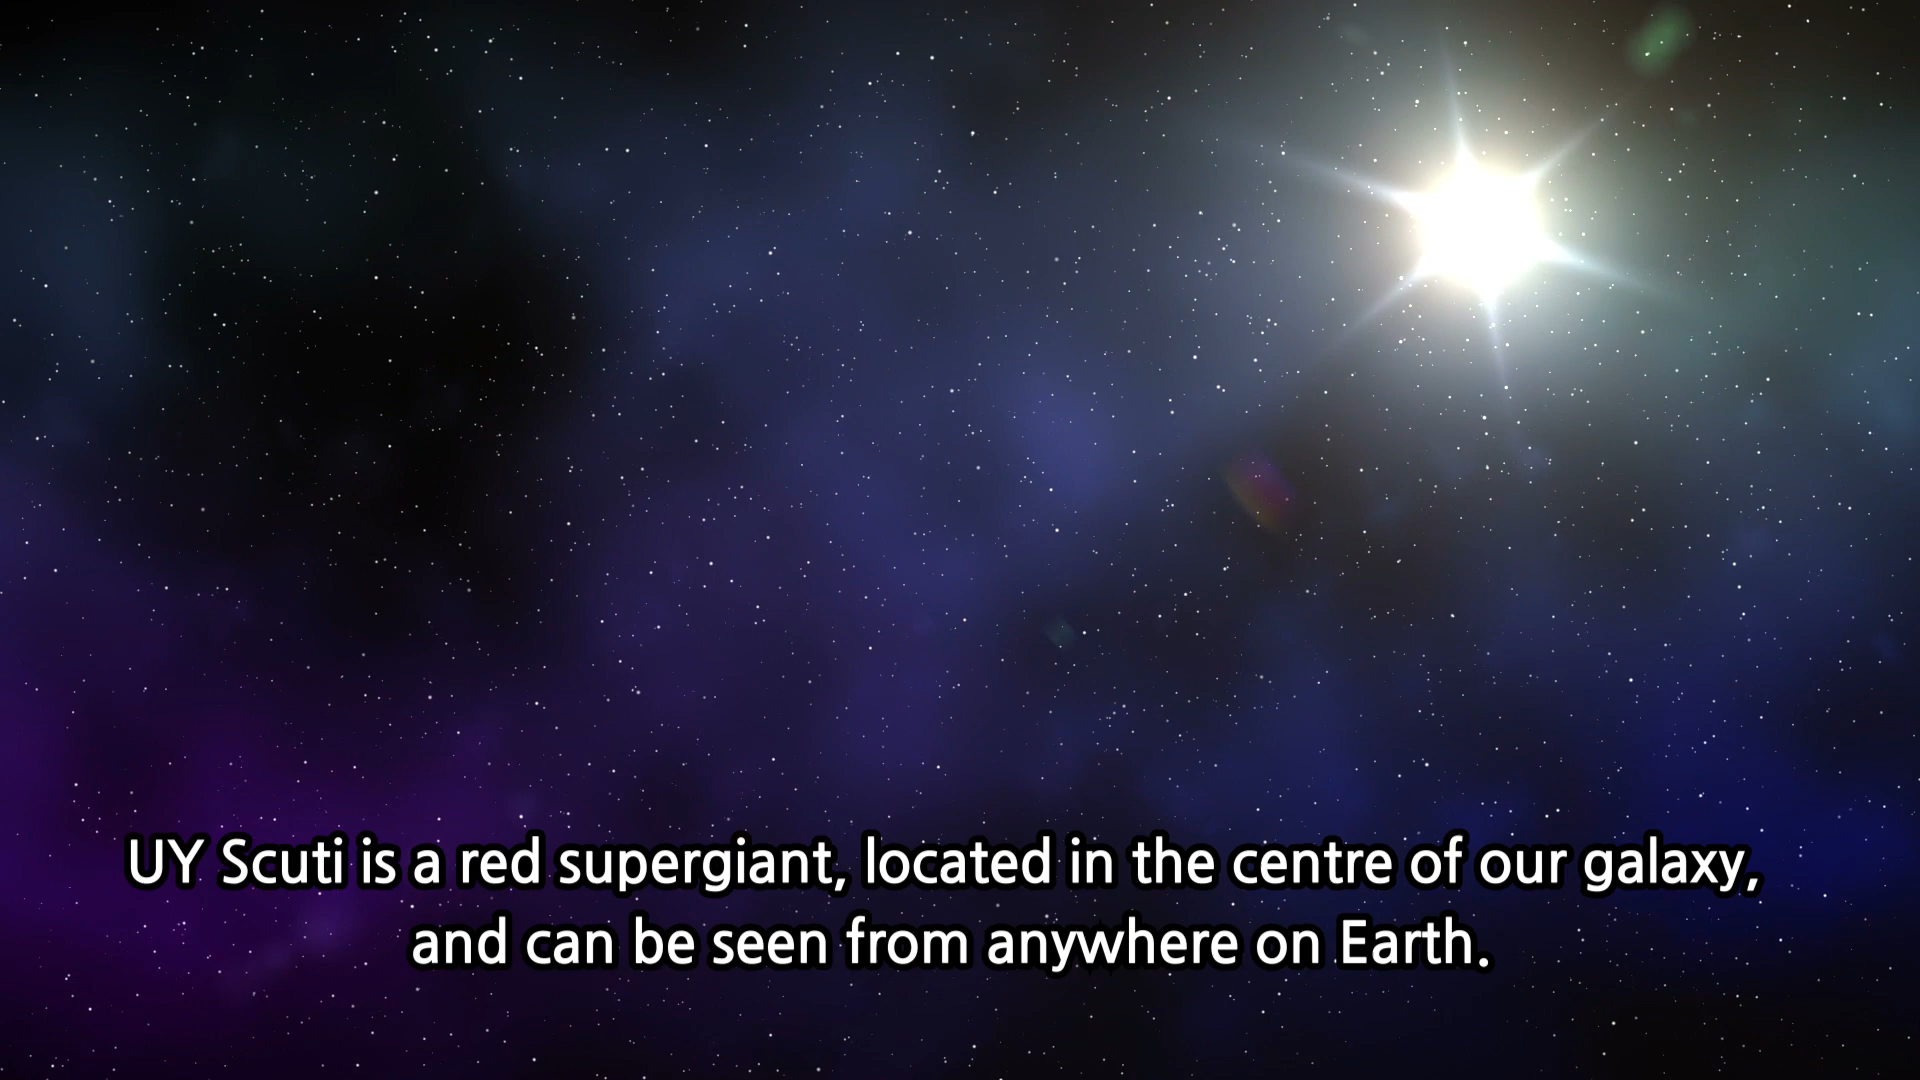 UY Scuti is a red supergiant, located in the centre of our galaxy,
and can be seen from anywhere on Earth.